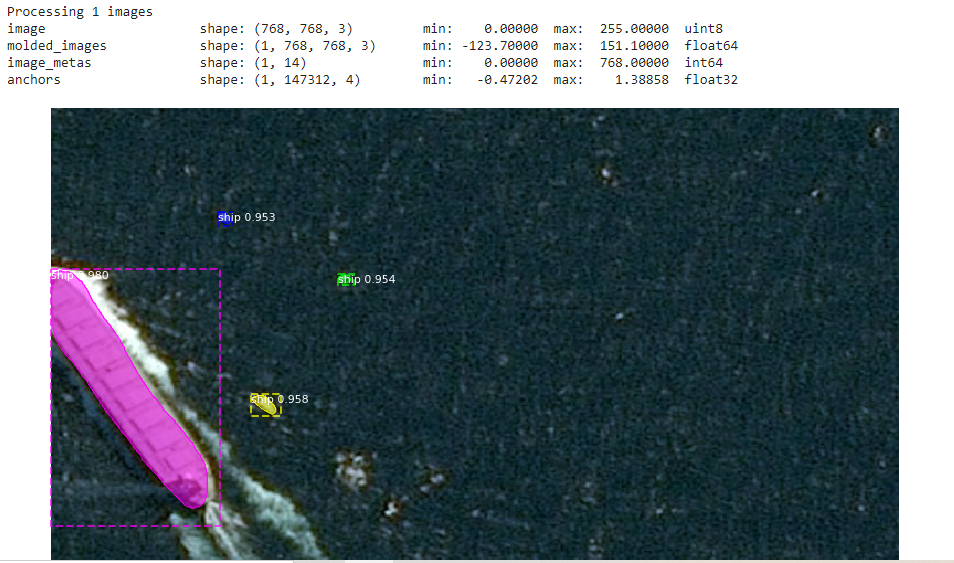 Processing 1 images
image shape: (768, 768, 3) min: 0.00000 max: 255.00000 uint8
molded_images shape: (1, 768, 768, 3) min: -123.70000 max: 151.10000 float64
image_metas shape: (1, 14) min: 0.00000 max: 768.00000 int64
anchors shape: (1, 147312, 4) min: -0.47202 max: 1.38858 float32
ship 0.953
ship 0.980
ship 0.954
ship 0.958